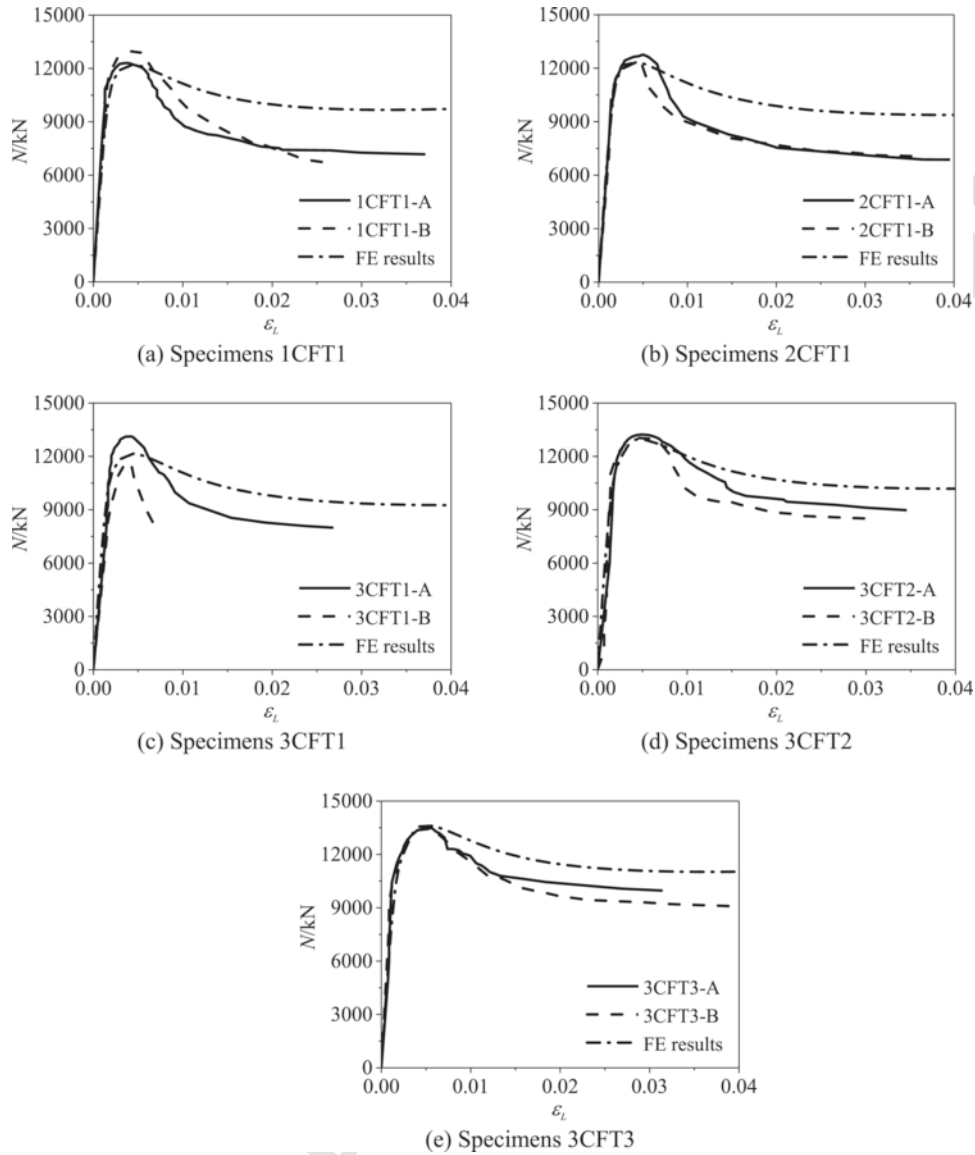 15000
12000
9000
6000
3000
0
N/kN
1CFT1-A
1CFT1-B
FE results
0.00 0.01 0.02 0.03 0.04
ε_L
(a) Specimens 1CFT1
15000
12000
9000
6000
3000
0
N/kN
2CFT1-A
2CFT1-B
FE results
0.00 0.01 0.02 0.03 0.04
ε_L
(b) Specimens 2CFT1
15000
12000
9000
6000
3000
0
N/kN
3CFT1-A
3CFT1-B
FE results
0.00 0.01 0.02 0.03 0.04
ε_L
(c) Specimens 3CFT1
15000
12000
9000
6000
3000
0
N/kN
3CFT2-A
3CFT2-B
FE results
0.00 0.01 0.02 0.03 0.04
ε_L
(d) Specimens 3CFT2
15000
12000
9000
6000
3000
0
N/kN
3CFT3-A
3CFT3-B
FE results
0.00 0.01 0.02 0.03 0.04
ε_L
(e) Specimens 3CFT3